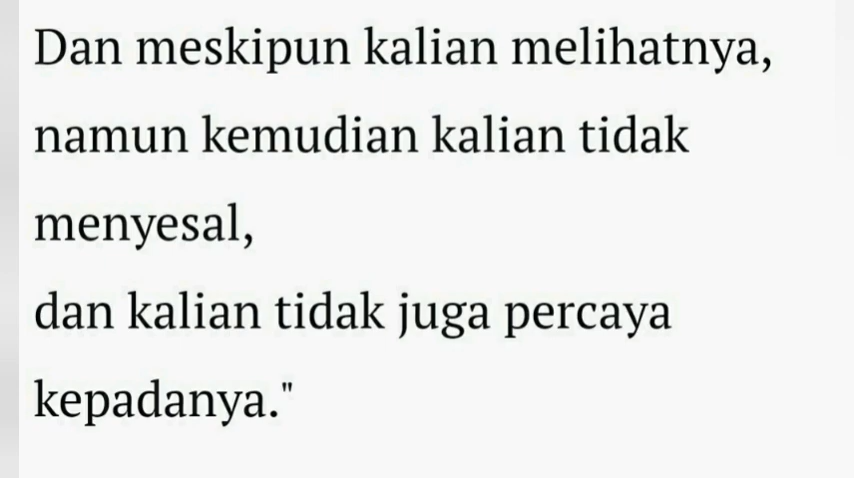 Dan meskipun kalian melihatnya,
namun kemudian kalian tidak
menyesal,
dan kalian tidak juga percaya
kepadanya."